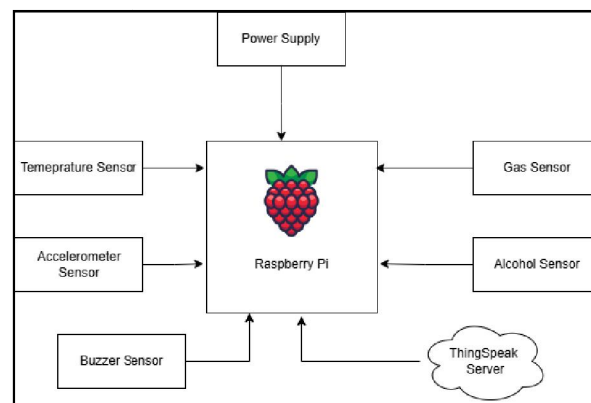 Power Supply
Temeprature Sensor
Gas Sensor
Accelerometer
Sensor
Raspberry Pi
Alcohol Sensor
Buzzer Sensor
ThingSpeak
Server